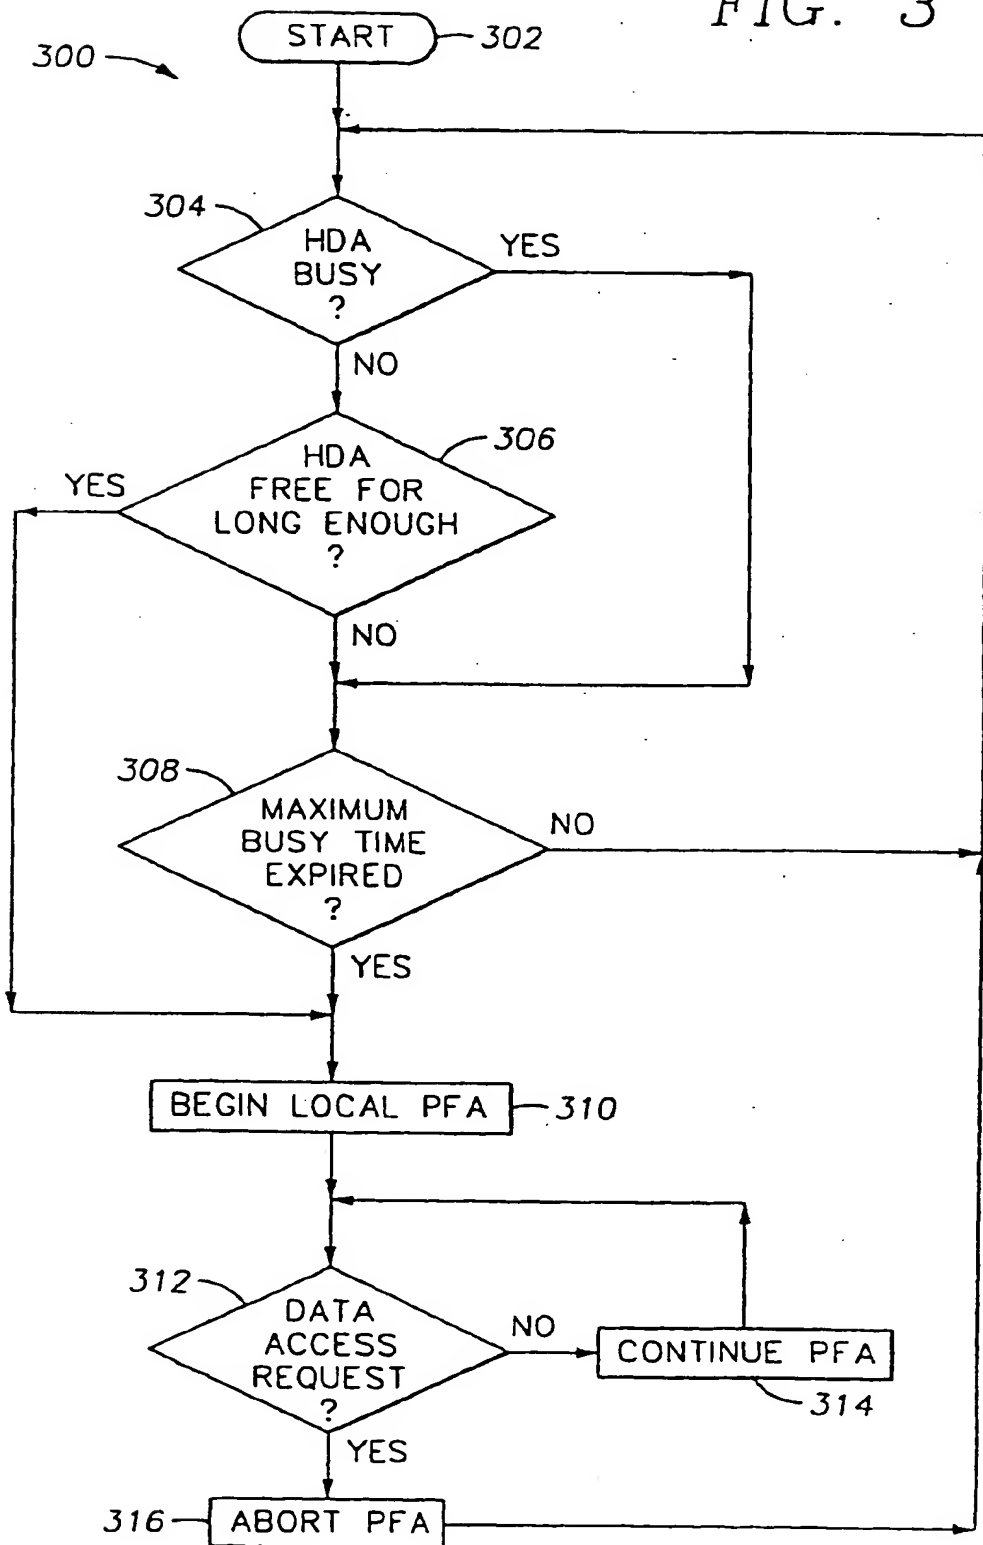 FIG. 3
START
302
300
304
HDA
BUSY
?
YES
NO
306
HDA
FREE FOR
LONG ENOUGH
?
YES
NO
308
MAXIMUM
BUSY TIME
EXPIRED
?
NO
YES
BEGIN LOCAL PFA
310
312
DATA
ACCESS
REQUEST
?
NO
CONTINUE PFA
314
YES
316
ABORT PFA